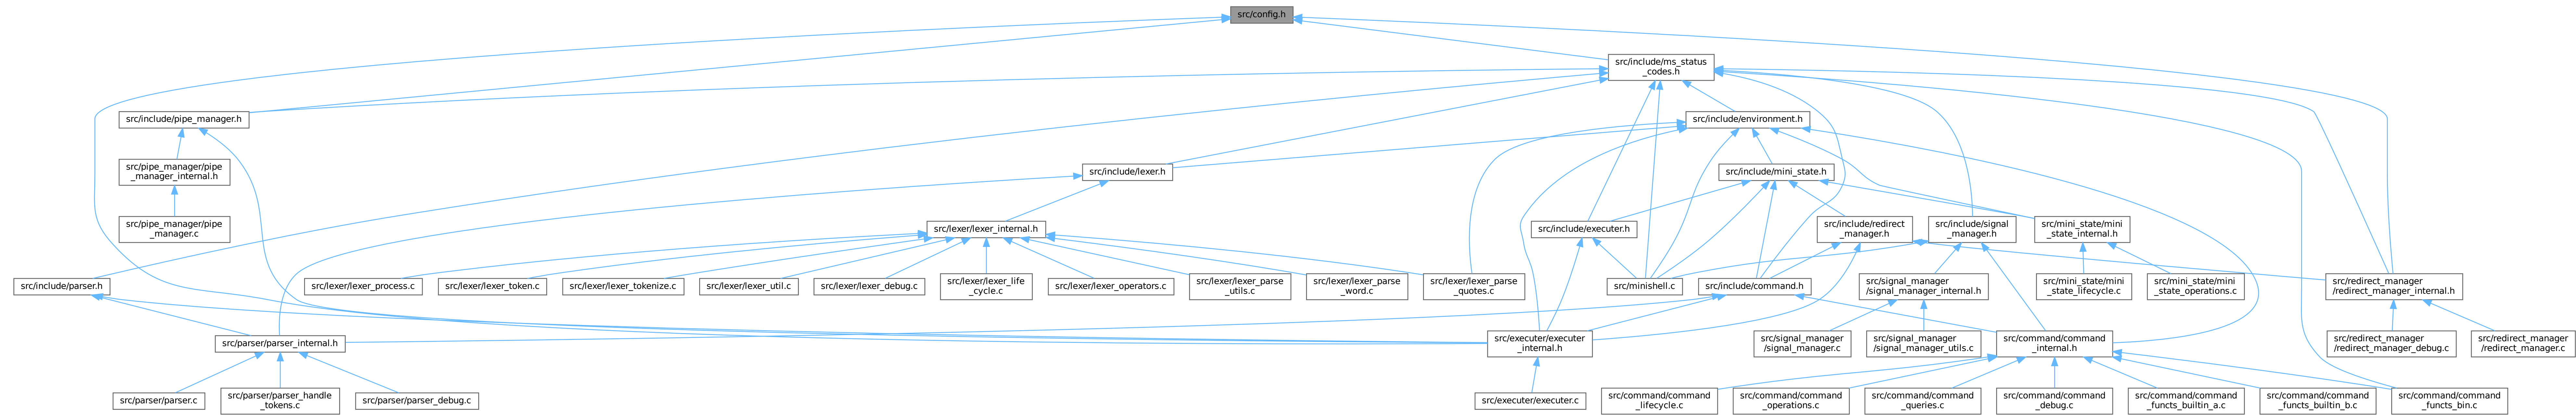 src/config.h
src/include/ms_status
_codes.h
src/include/pipe_manager.h
src/include/environment.h
src/pipe_manager/pipe
_manager_internal.h
src/include/lexer.h
src/include/mini_state.h
src/pipe_manager/pipe
_manager.c
src/lexer/lexer_internal.h
src/include/executer.h
src/include/redirect
_manager.h
src/include/signal
_manager.h
src/mini_state/mini
_state_internal.h
src/include/parser.h
src/lexer/lexer_process.c
src/lexer/lexer_token.c
src/lexer/lexer_tokenize.c
src/lexer/lexer_util.c
src/lexer/lexer_debug.c
src/lexer/lexer_life
_cycle.c
src/lexer/lexer_operators.c
src/lexer/lexer_parse
_utils.c
src/lexer/lexer_parse
_word.c
src/lexer/lexer_parse
_quotes.c
src/minishell.c
src/include/command.h
src/signal_manager
/signal_manager_internal.h
src/mini_state/mini
_state_lifecycle.c
src/mini_state/mini
_state_operations.c
src/redirect_manager
/redirect_manager_internal.h
src/parser/parser_internal.h
src/executer/executer
_internal.h
src/signal_manager
/signal_manager.c
src/signal_manager
/signal_manager_utils.c
src/command/command
_internal.h
src/redirect_manager
/redirect_manager_debug.c
src/redirect_manager
/redirect_manager.c
src/parser/parser.c
src/parser/parser_handle
_tokens.c
src/parser/parser_debug.c
src/executer/executer.c
src/command/command
_lifecycle.c
src/command/command
_operations.c
src/command/command
_queries.c
src/command/command
_debug.c
src/command/command
_functs_builtin_a.c
src/command/command
_functs_builtin_b.c
src/command/command
_functs_bin.c